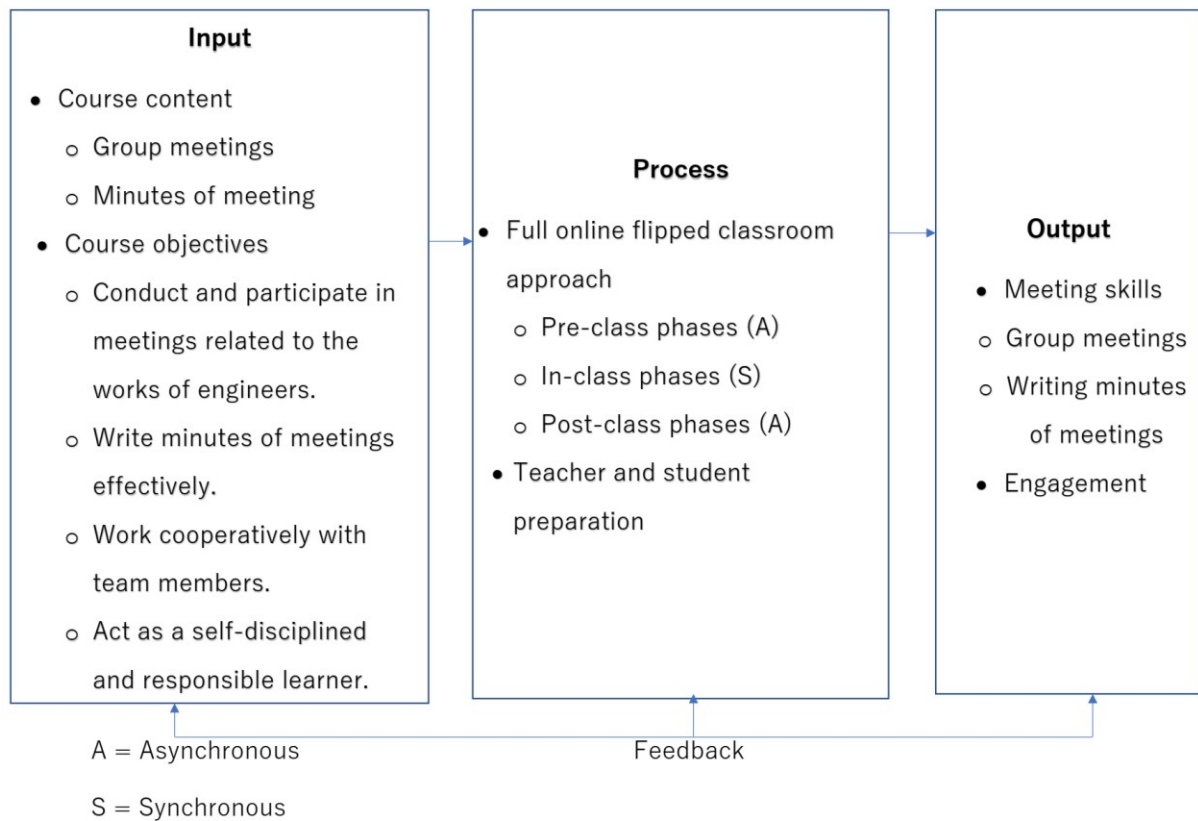 Input
• Course content
o Group meetings
o Minutes of meeting
• Course objectives
o Conduct and participate in
meetings related to the
works of engineers.
o Write minutes of meetings
effectively.
o Work cooperatively with
team members.
o Act as a self-disciplined
and responsible learner.
Process
• Full online flipped classroom
approach
o Pre-class phases (A)
o In-class phases (S)
o Post-class phases (A)
• Teacher and student
preparation
Output
• Meeting skills
o Group meetings
o Writing minutes
of meetings
• Engagement
A = Asynchronous
Feedback
S = Synchronous